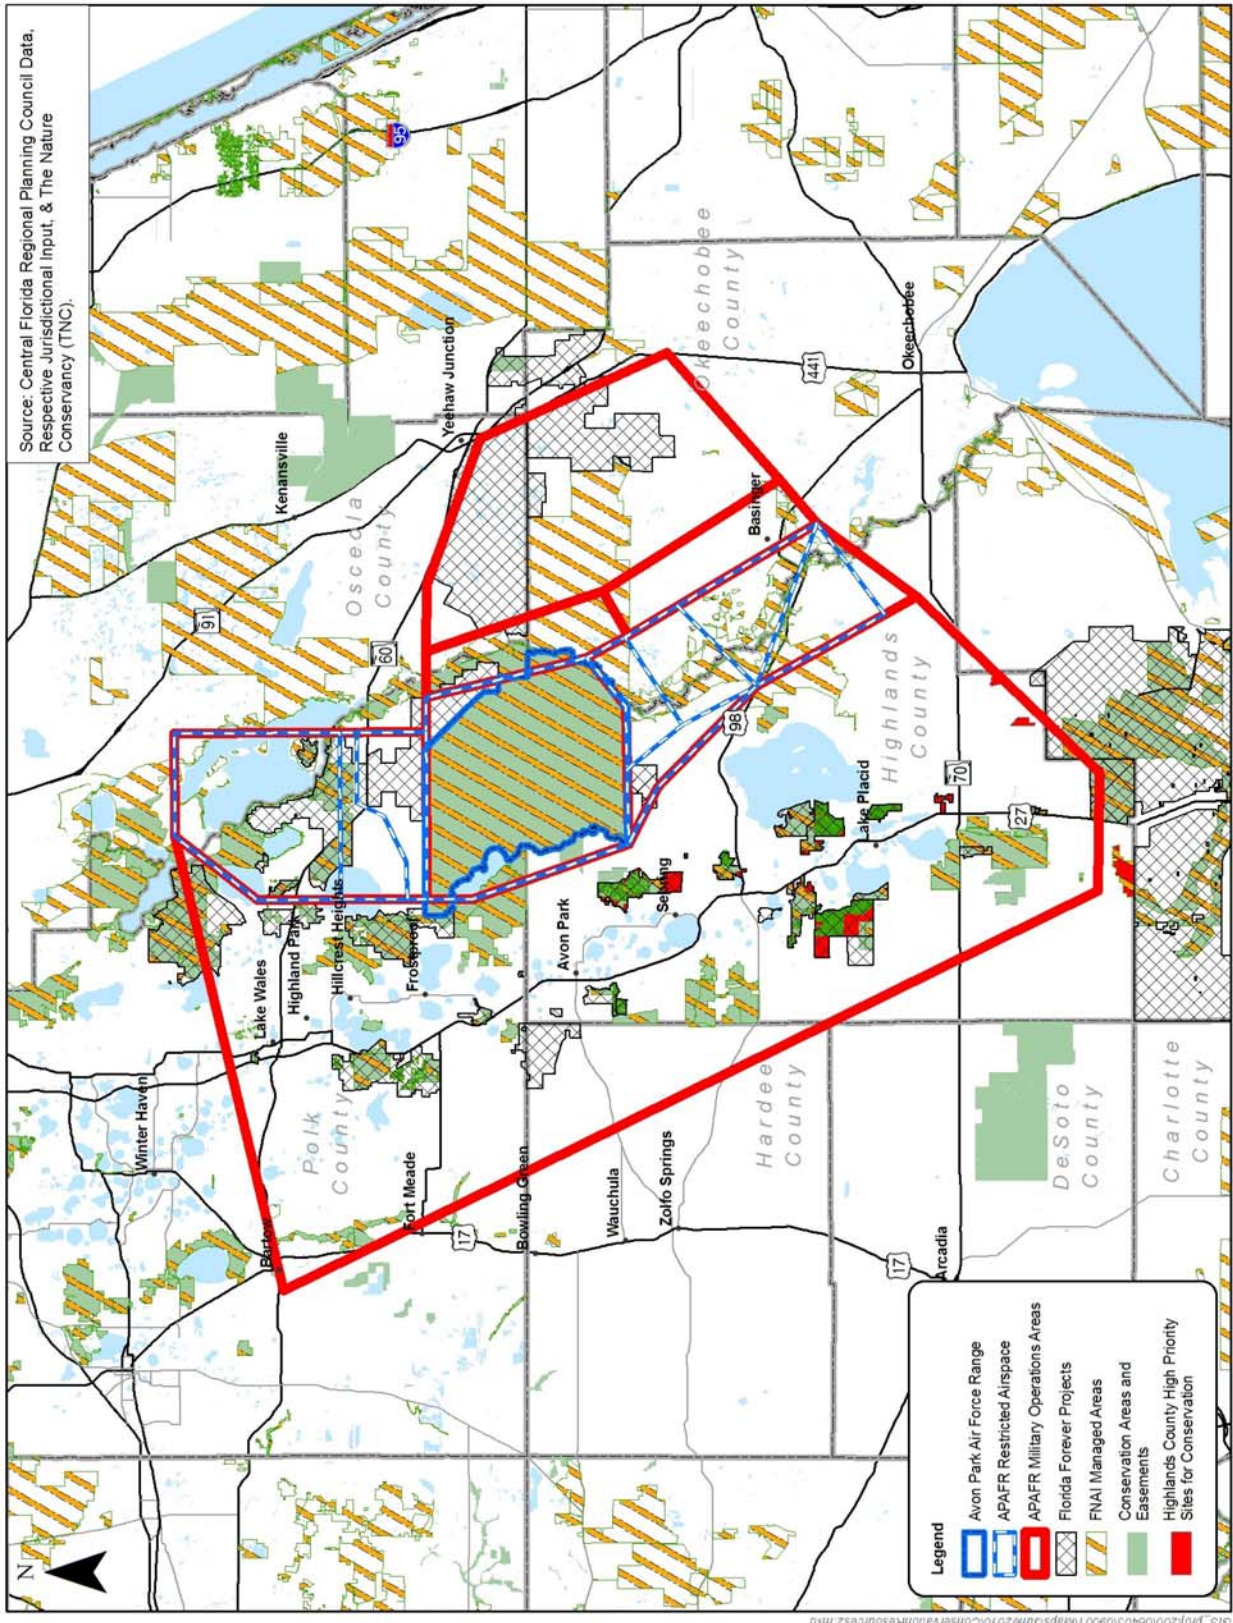 Source: Central Florida Regional Planning Council Data,
Respective Jurisdictional Input, & The Nature
Conservancy (TNC).
N
95
Kenansville
Osceola
County
91
60
Yeehaw Junction
Okeechobee
County
441
Okeechobee
Basinger
Winter Haven
Lake Wales
Highland Park
Hillcrest Heights
Frostproof
Bartow
Polk
County
Fort Meade
17
Bowling Green
Avon Park
Sebring
98
Wauchula
Zolfo Springs
Hardee
County
Highlands
County
Lake Placid
70
27
17
Arcadia
DeSoto
County
Charlotte
County
Legend
Avon Park Air Force Range
APAFR Restricted Airspace
APAFR Military Operations Areas
Florida Forever Projects
FNAI Managed Areas
Conservation Areas and
Easements
Highlands County High Priority
Sites for Conservation